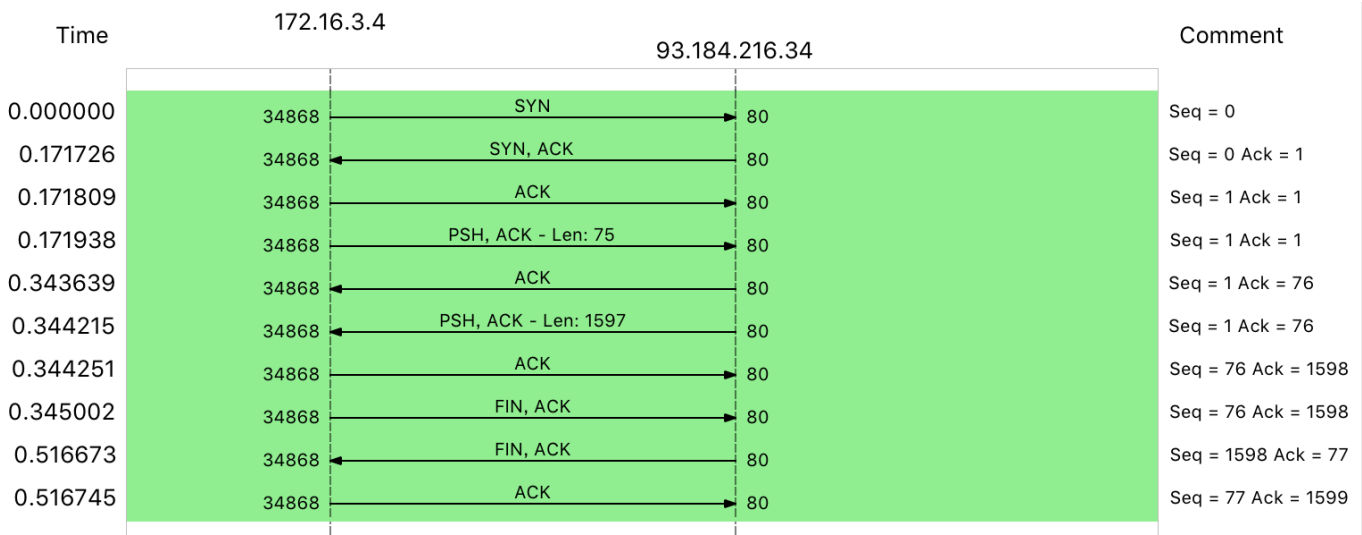 172.16.3.4
Time
Comment
93.184.216.34
SYN
0.000000 34868 80 Seq = 0
SYN, ACK
0.171726 34868 80 Seq = 0 Ack = 1
ACK
0.171809 34868 80 Seq = 1 Ack = 1
PSH, ACK - Len: 75
0.171938 34868 80 Seq = 1 Ack = 1
ACK
0.343639 34868 80 Seq = 1 Ack = 76
PSH, ACK - Len: 1597
0.344215 34868 80 Seq = 1 Ack = 76
ACK
0.344251 34868 80 Seq = 76 Ack = 1598
FIN, ACK
0.345002 34868 80 Seq = 76 Ack = 1598
FIN, ACK
0.516673 34868 80 Seq = 1598 Ack = 77
ACK
0.516745 34868 80 Seq = 77 Ack = 1599